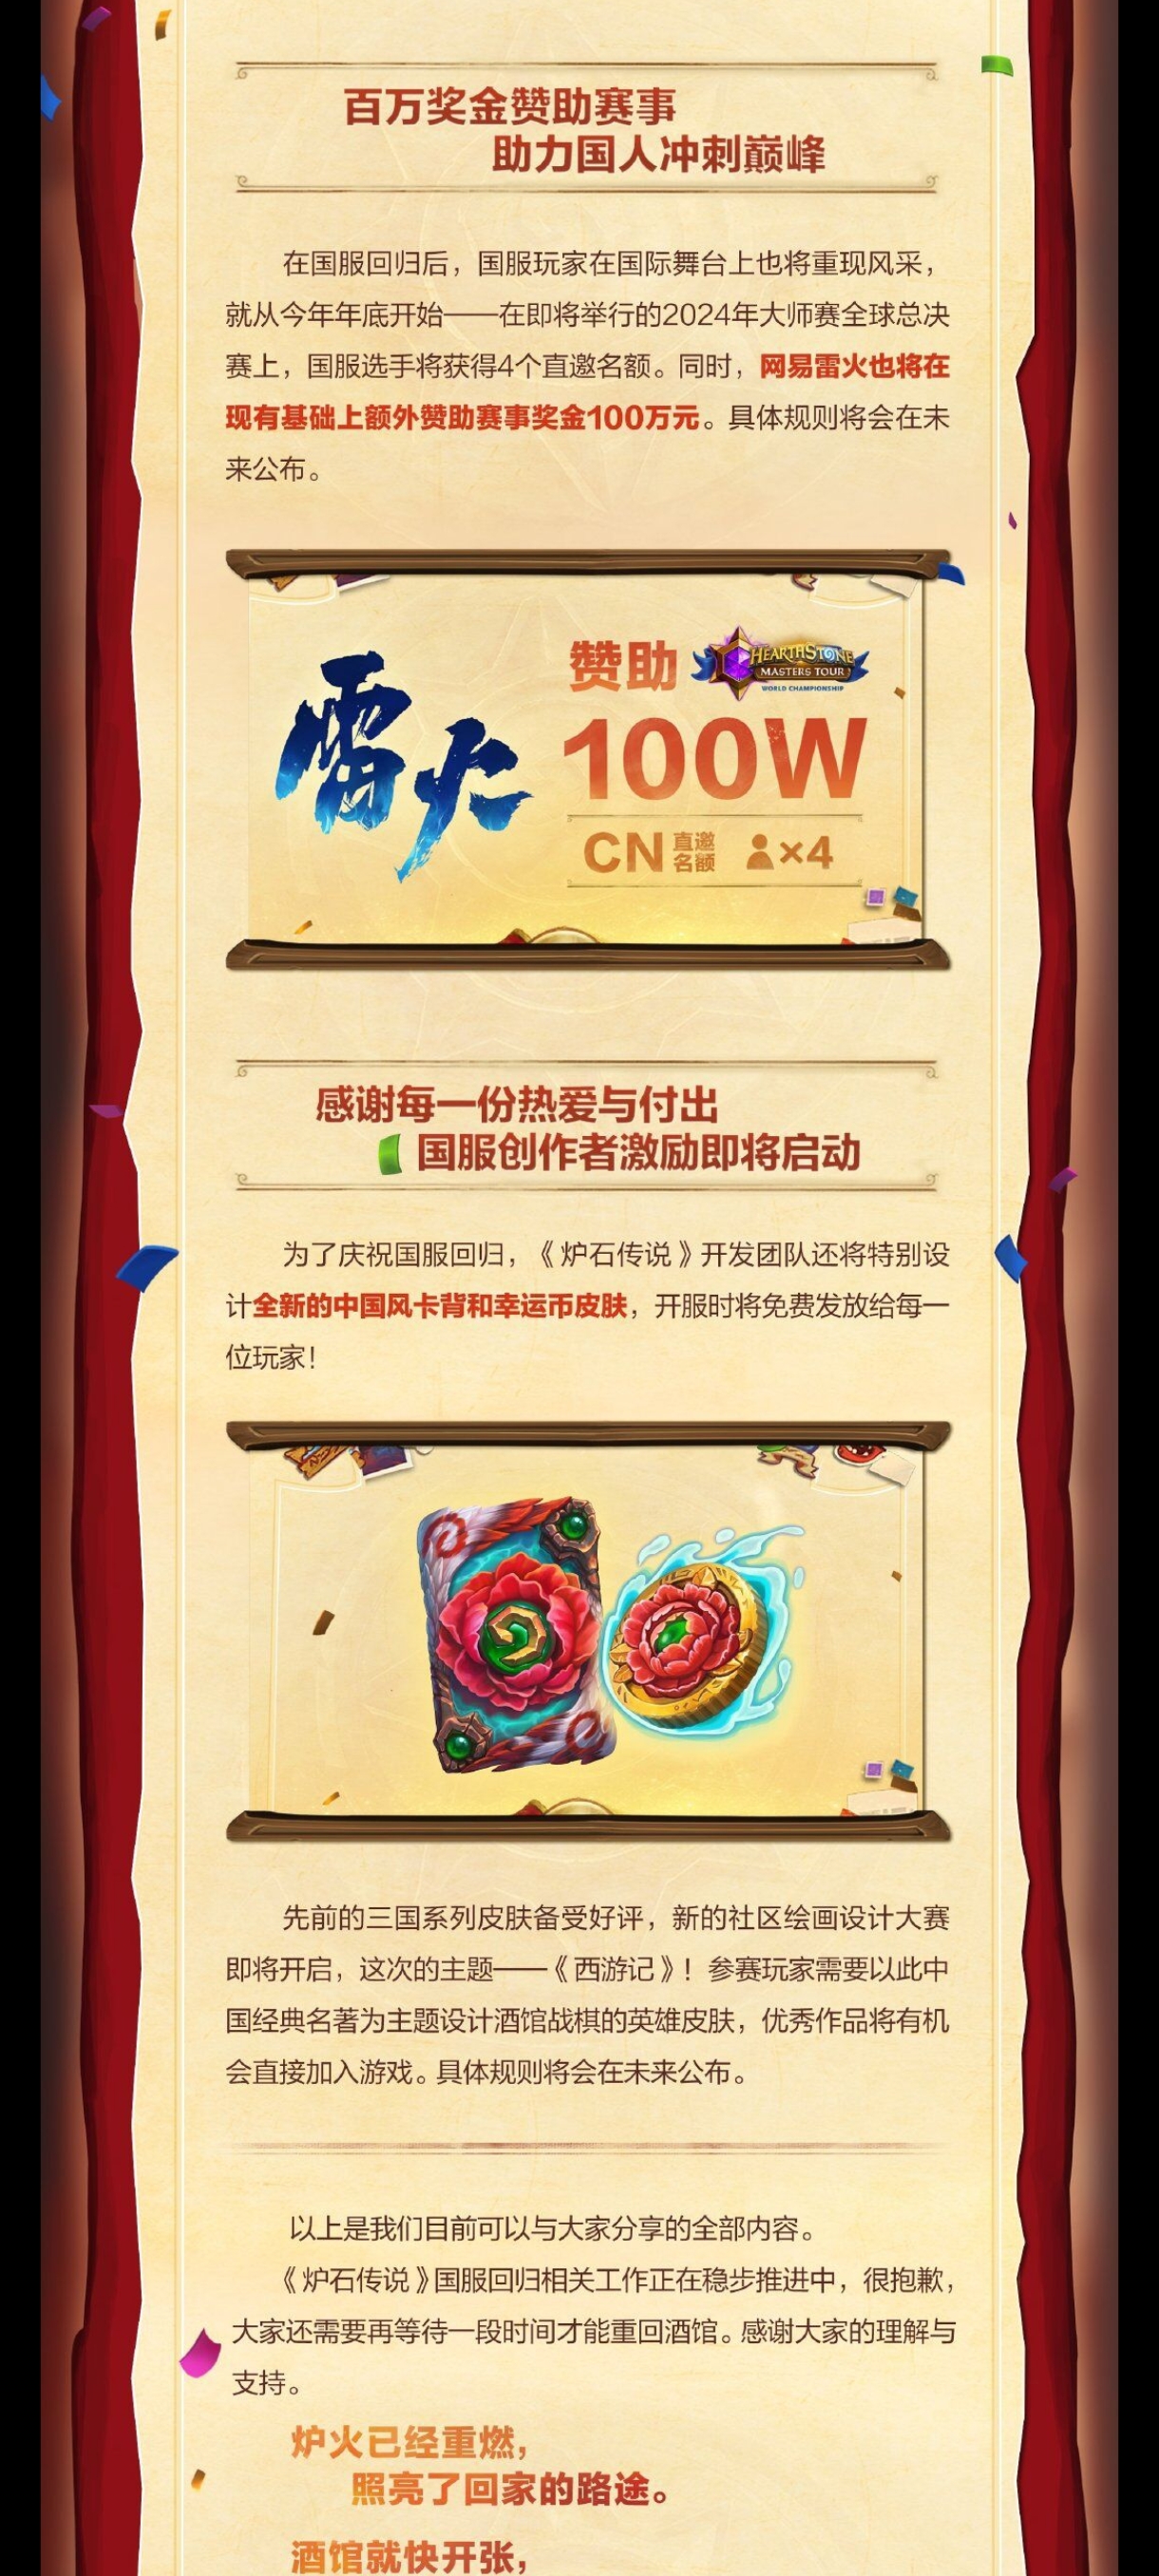 百万奖金赞助赛事
助力国人冲刺巅峰
在国服回归后，国服玩家在国际舞台上也将重现风采，
就从今年年底开始——在即将举行的2024年大师赛全球总决
赛上，国服选手将获得4个直邀名额。同时，网易雷火也将在
现有基础上额外赞助赛事奖金100万元。具体规则将会在未
来公布。
雷火
赞助
HEARTHSTONE
MASTERS TOUR
WORLD CHAMPIONSHIP
100W
CN 直邀
名额
×4
感谢每一份热爱与付出
国服创作者激励即将启动
为了庆祝国服回归，《炉石传说》开发团队还将特别设
计全新的中国风卡背和幸运币皮肤，开服时将免费发放给每一
位玩家！
先前的三国系列皮肤备受好评，新的社区绘画设计大赛
即将开启，这次的主题——《西游记》！参赛玩家需要以此中
国经典名著为主题设计酒馆战棋的英雄皮肤，优秀作品将有机
会直接加入游戏。具体规则将会在未来公布。
以上是我们目前可以与大家分享的全部内容。
《炉石传说》国服回归相关工作正在稳步推进中，很抱歉，
大家还需要再等待一段时间才能重回酒馆。感谢大家的理解与
支持。
炉火已经重燃，
照亮了回家的路途。
酒馆就快开张，